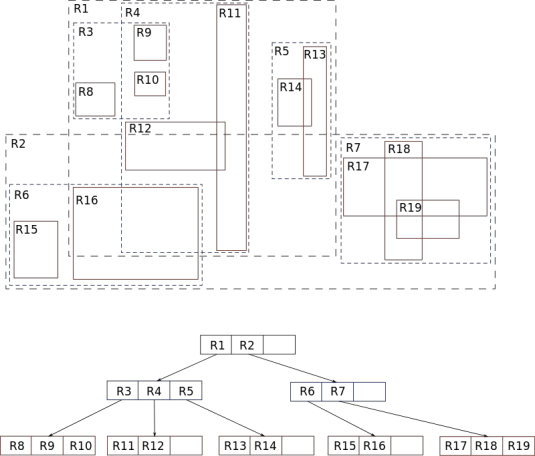 R1
R4
R11
R3
R9
R5
R13
R10
R14
R8
R12
R2
R7
R18
R17
R6
R16
R19
R15
R1 R2
R3 R4 R5
R6 R7
R8 R9 R10
R11 R12
R13 R14
R15 R16
R17 R18 R19